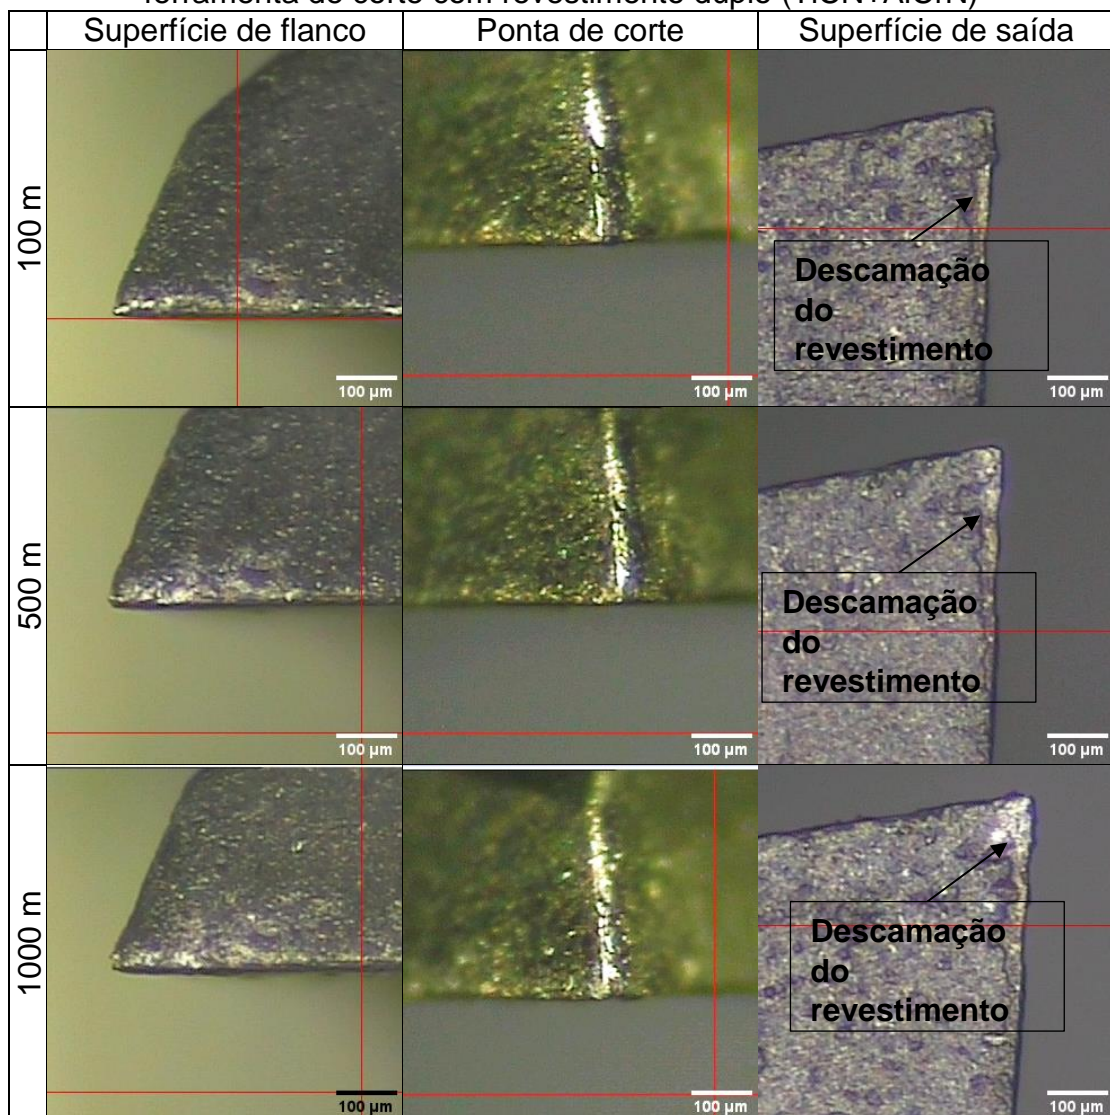 ferramenta de corte com revestimento duplo (TiCN+AlCrN)
Superfície de flanco
Ponta de corte
Superfície de saída
100 m
Descamação
do
revestimento
100 µm
100 µm
100 µm
500 m
Descamação
do
revestimento
100 µm
100 µm
100 µm
1000 m
Descamação
do
revestimento
100 µm
100 µm
100 µm